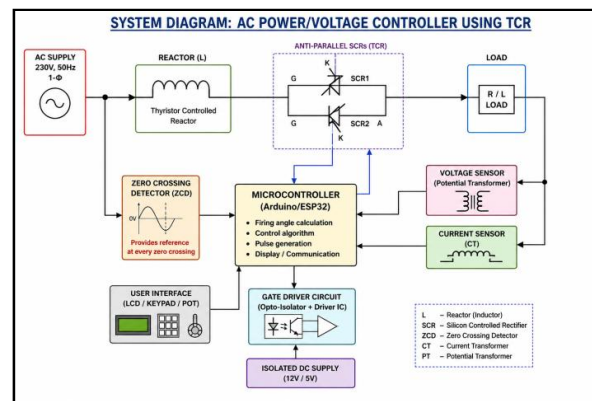 SYSTEM DIAGRAM: AC POWER/VOLTAGE CONTROLLER USING TCR
AC SUPPLY
230V, 50Hz
1-Φ
REACTOR (L)
Thyristor Controlled
Reactor
ANTI-PARALLEL SCRs (TCR)
K
G
SCR1
G
SCR2
A
K
LOAD
R / L
LOAD
ZERO CROSSING
DETECTOR (ZCD)
0V
Provides reference
at every zero crossing
MICROCONTROLLER
(Arduino/ESP32)
• Firing angle calculation
• Control algorithm
• Pulse generation
• Display / Communication
VOLTAGE SENSOR
(Potential Transformer)
CURRENT SENSOR
(CT)
USER INTERFACE
(LCD / KEYPAD / POT)
GATE DRIVER CIRCUIT
(Opto-Isolator + Driver IC)
ISOLATED DC SUPPLY
(12V / 5V)
L – Reactor (Inductor)
SCR – Silicon Controlled Rectifier
ZCD – Zero Crossing Detector
CT – Current Transformer
PT – Potential Transformer